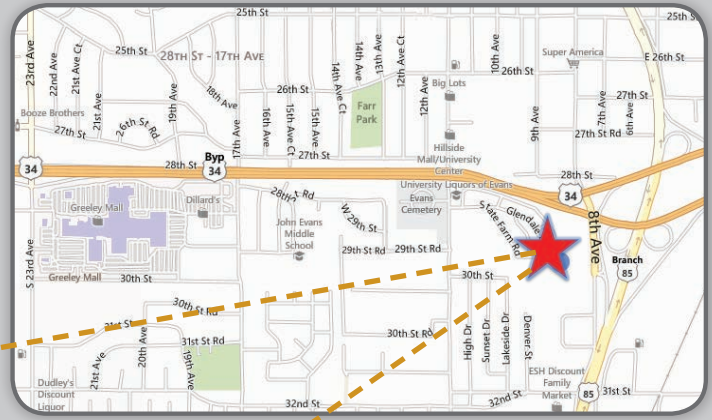 25th St
25th St
23rd Ave
22nd Ave
21st Ave Ct
25th St
28TH ST - 17TH AVE
14th Ave
13th Ave
12th Ave Ct
10th Ave
Super America
E 26th St
26th St
Big Lots
21st Ave
19th Ave
18th Ave
26th St
14th Ave Ct
Farr
Park
12th Ave
27th St
7th Ave
6th Ave
Booze Brothers
27th St
26th St Rd
17th Ave
16th Ave
15th Ave Ct
15th Ave
9th Ave
27th St Rd
Hillside
Mall/University
Center
27th St
Byp
34
34
28th St
28th St
University Liquors of Evans
34
28th St Rd
Dillard's
Greeley Mall
W 29th St
Evans
Cemetery
State Farm Rd
Glendale
8th Ave
John Evans
Middle
School
S 23rd Ave
29th St Rd
29th St Rd
Branch
85
Greeley Mall
30th St
30th St
30th St Rd
31st St
20th Ave
31st St Rd
30th St Rd
High Dr
Sunset Dr
Lakeside Dr
Denver St
21st Ave
19th Ave
ESH Discount
Family
Market
85
31st St
Dudley's
Discount
Liquor
32nd St
32nd St